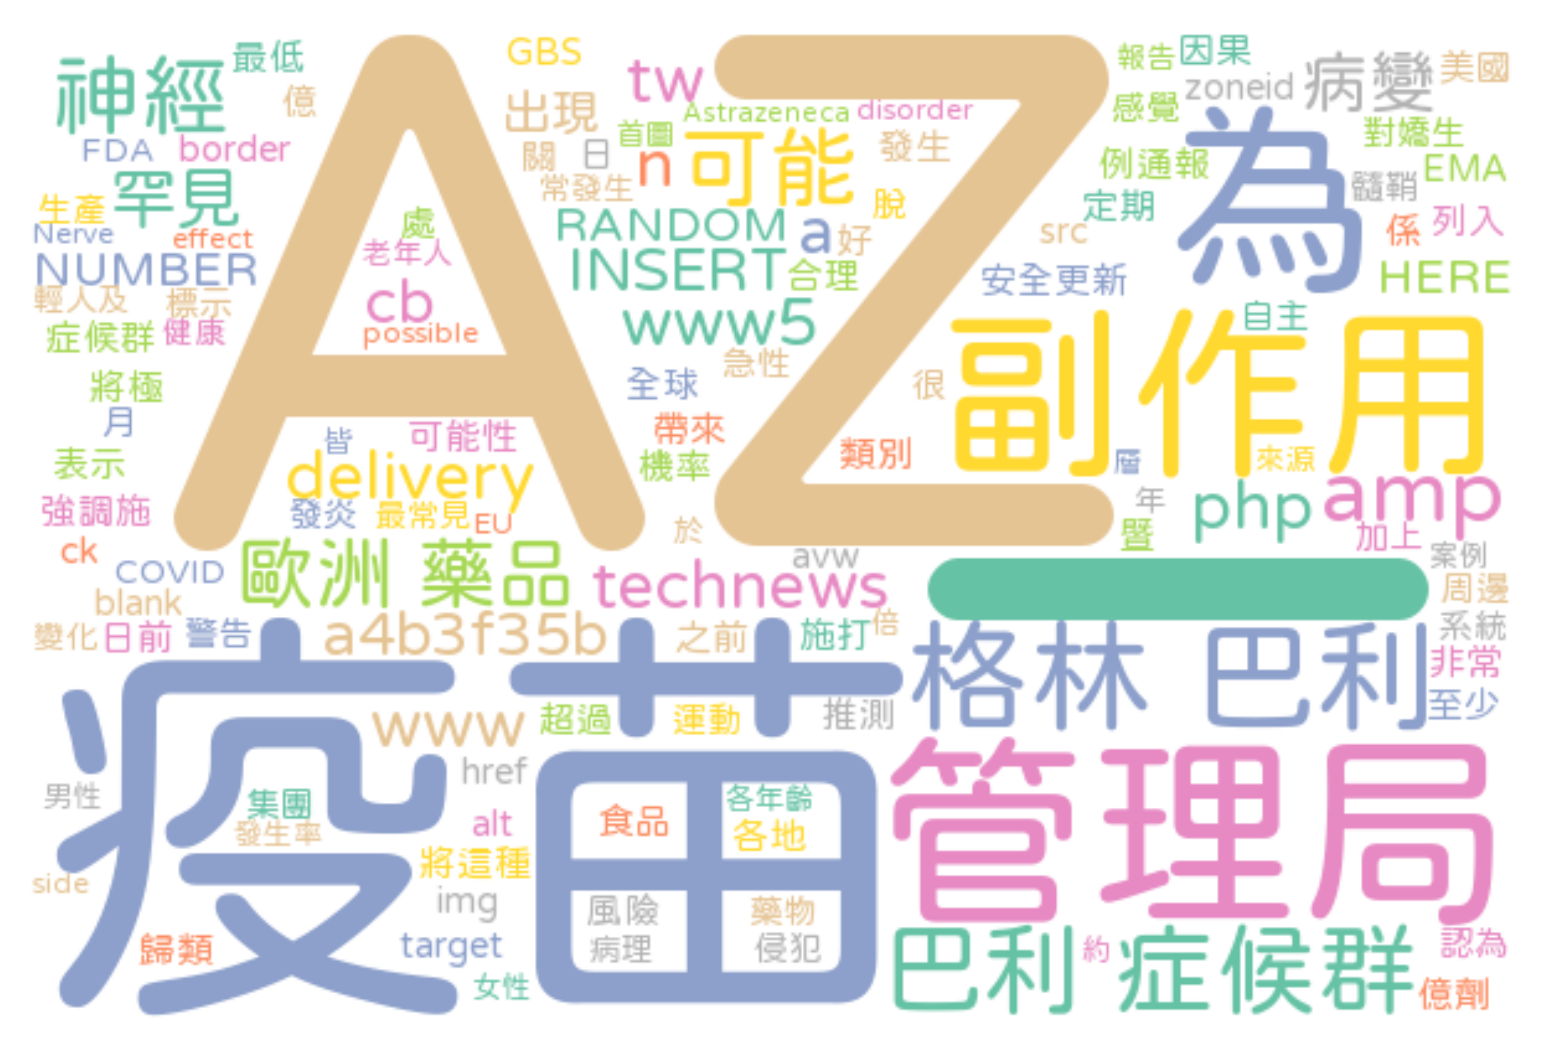 AZ
疫苗
副作用
為
管理局
格林 巴利
巴利 症候群
一
神經
最低
億
GBS
tw
出現
Astrazeneca
disorder
首圖
報告
因果
zoneid
病變
美國
感覺
對嬌生
FDA
border
罕見
關
日
n
可能
發生
例通報
髓鞘
EMA
常發生
脫
定期
生產
處
Nerve
effect
RANDOM
a
好
src
係
列入
老年人
NUMBER
INSERT
合理
安全更新
HERE
輕人及
標示
cb
www5
自主
症候群
健康
possible
急性
將極
全球
很
月
皆
可能性
帶來
類別
表示
delivery
機率
層
來源
強調施
發炎
最常見
EU
於
年
php
amp
暨
加上
ck
歐洲 藥品
avw
案例
COVID
technews
周邊
blank
變化
日前
警告
a4b3f35b
之前
施打
倍
系統
非常
www
超過
運動
推測
至少
href
男性
集團
發生率
alt
食品
各年齡
各地
將這種
side
img
風險
藥物
歸類
target
病理
侵犯
約
認為
女性
億劑